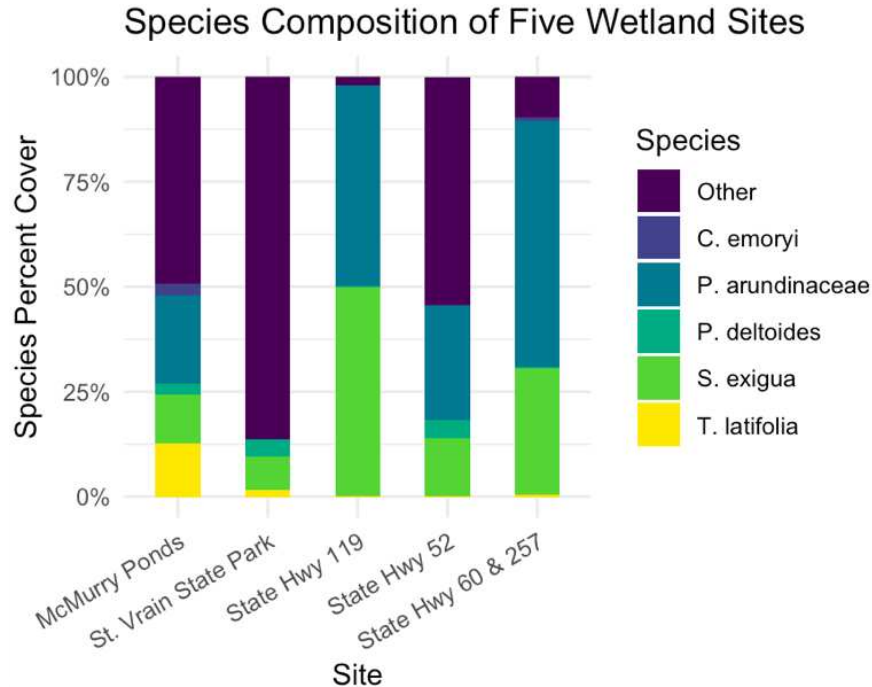 Species Composition of Five Wetland Sites
Species Percent Cover
100%
75%
50%
25%
0%
McMurry Ponds
St. Vrain State Park
State Hwy 119
State Hwy 52
State Hwy 60 & 257
Site
Species
Other
C. emoryi
P. arundinaceae
P. deltoides
S. exigua
T. latifolia